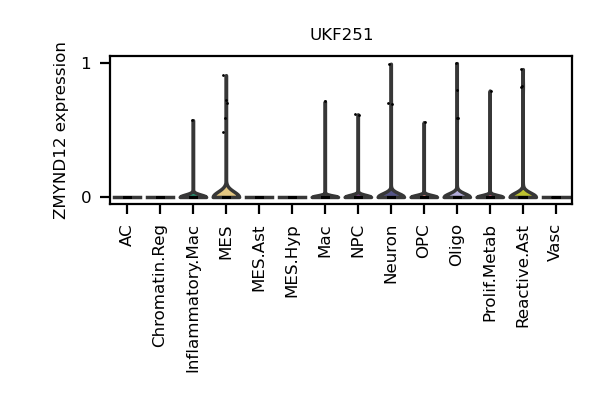 UKF251
ZMYND12 expression
1
0
AC
Chromatin.Reg
Inflammatory.Mac
MES
MES.Ast
MES.Hyp
Mac
NPC
Neuron
OPC
Oligo
Prolif.Metab
Reactive.Ast
Vasc